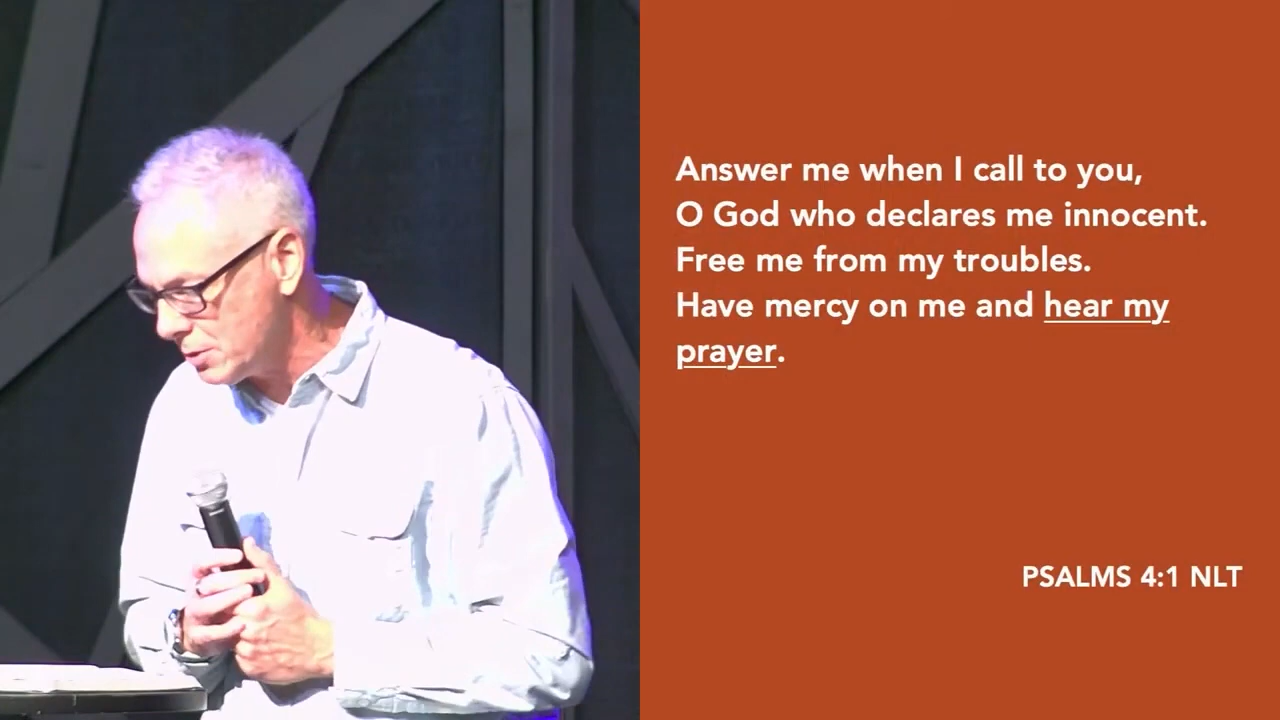 Answer me when I call to you,
O God who declares me innocent.
Free me from my troubles.
Have mercy on me and hear my
prayer.
PSALMS 4:1 NLT